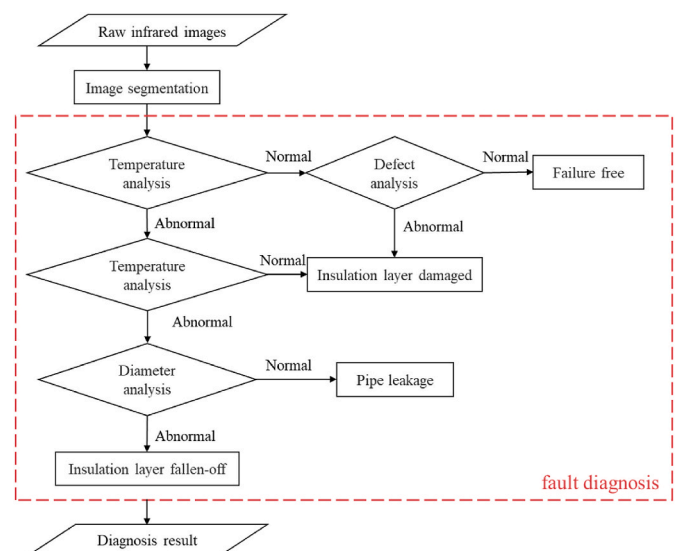 Raw infrared images
Image segmentation
Temperature
analysis
Normal
Defect
analysis
Normal
Failure free
Abnormal
Abnormal
Temperature
analysis
Normal
Insulation layer damaged
Abnormal
Diameter
analysis
Normal
Pipe leakage
Abnormal
Insulation layer fallen-off
fault diagnosis
Diagnosis result